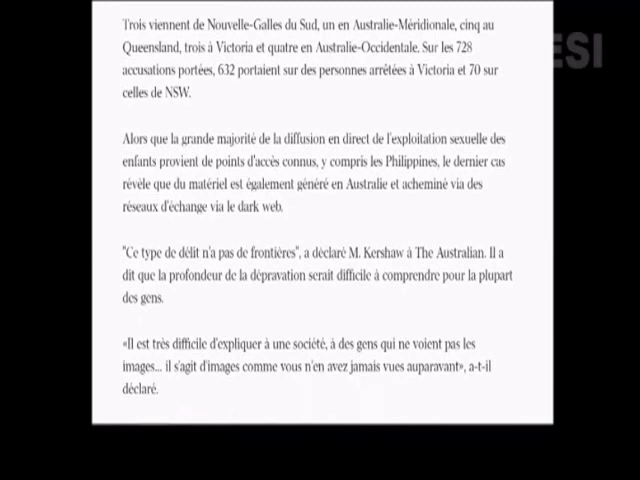 Trois viennent de Nouvelle-Galles du Sud, un en Australie-Méridionale, cinq au
Queensland, trois à Victoria et quatre en Australie-Occidentale. Sur les 728
accusations portées, 632 portaient sur des personnes arrêtées à Victoria et 70 sur
celles de NSW.
Alors que la grande majorité de la diffusion en direct de l'exploitation sexuelle des
enfants provient de points d'accès connus, y compris les Philippines, le dernier cas
révèle que du matériel est également généré en Australie et acheminé via des
réseaux d'échange via le dark web.
"Ce type de délit n'a pas de frontières", a déclaré M. Kershaw à The Australian. Il a
dit que la profondeur de la dépravation serait difficile à comprendre pour la plupart
des gens.
«Il est très difficile d'expliquer à une société, à des gens qui ne voient pas les
images... il s'agit d'images comme vous n'en avez jamais vues auparavant», a-t-il
déclaré.
ESI